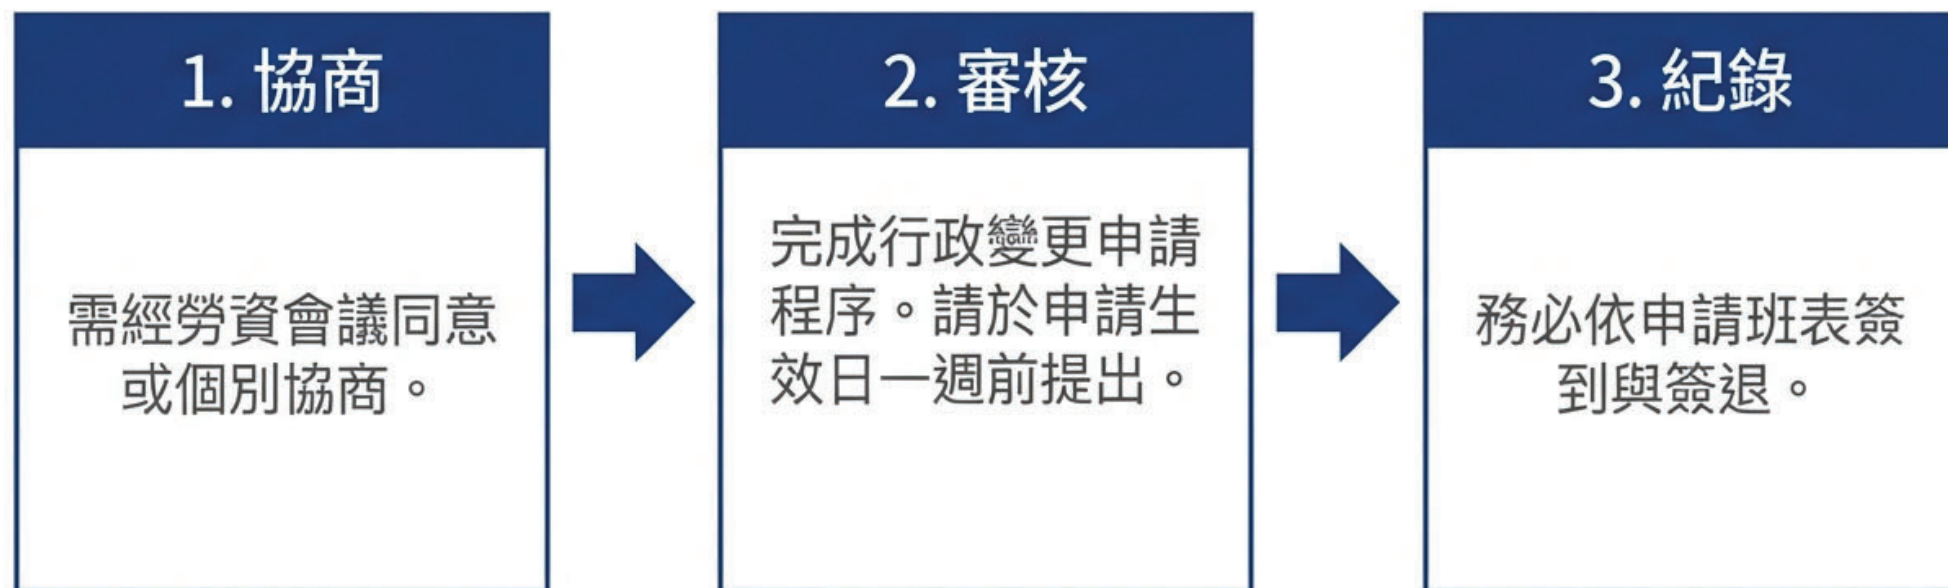 1. 協商
需經勞資會議同意
或個別協商。
2. 審核
完成行政變更申請
程序。請於申請生
效日一週前提出。
3. 紀錄
務必依申請班表簽
到與簽退。